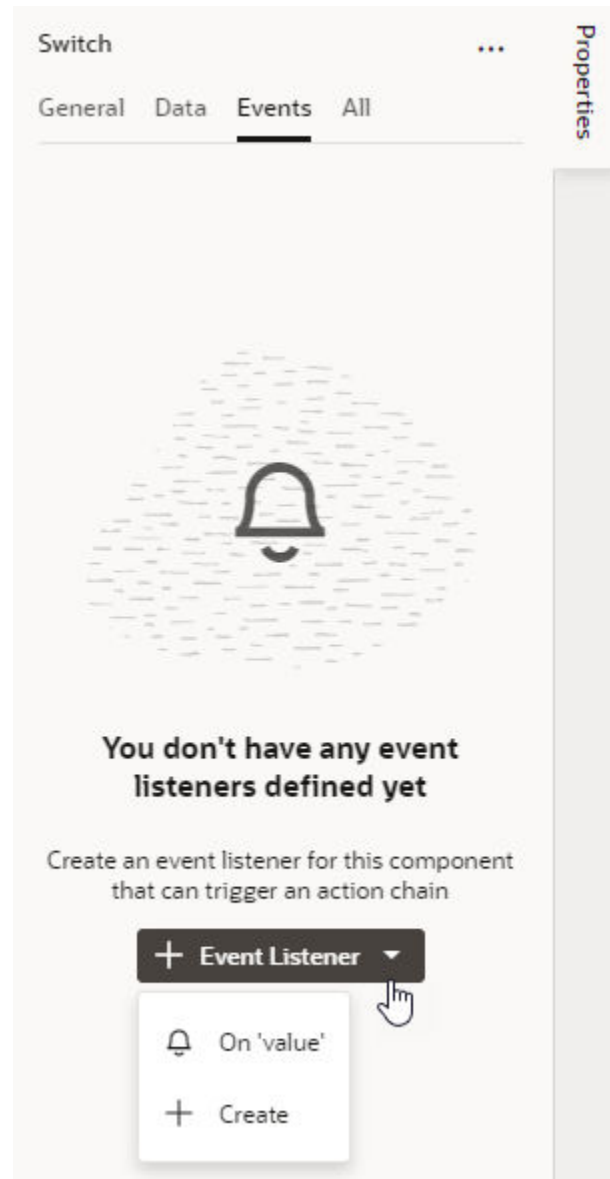 Switch
Properties
General Data Events All
You don't have any event
listeners defined yet
Create an event listener for this component
that can trigger an action chain
Event Listener
On 'value'
Create